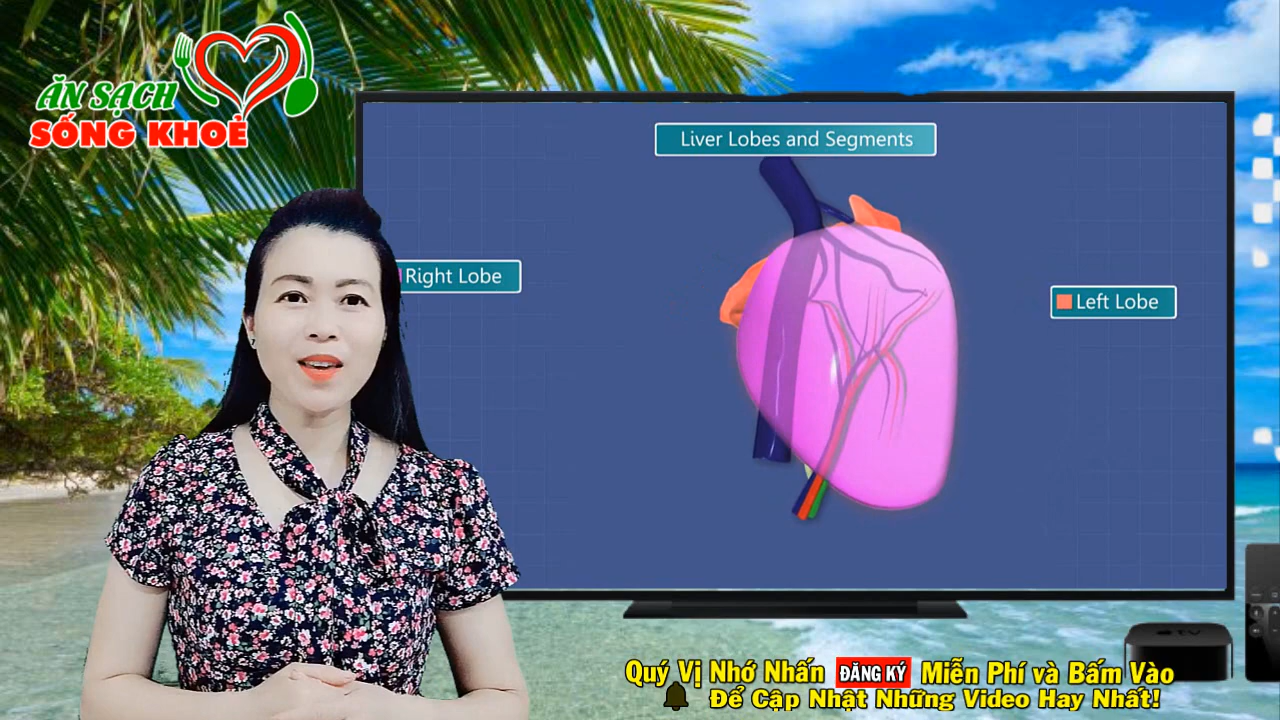 ĂN SẠCH
SỐNG KHOẺ
Liver Lobes and Segments
Right Lobe
Left Lobe
Quý Vị Nhớ Nhấn ĐĂNG KÝ Miễn Phí và Bấm Vào
Để Cập Nhật Những Video Hay Nhất!
tv